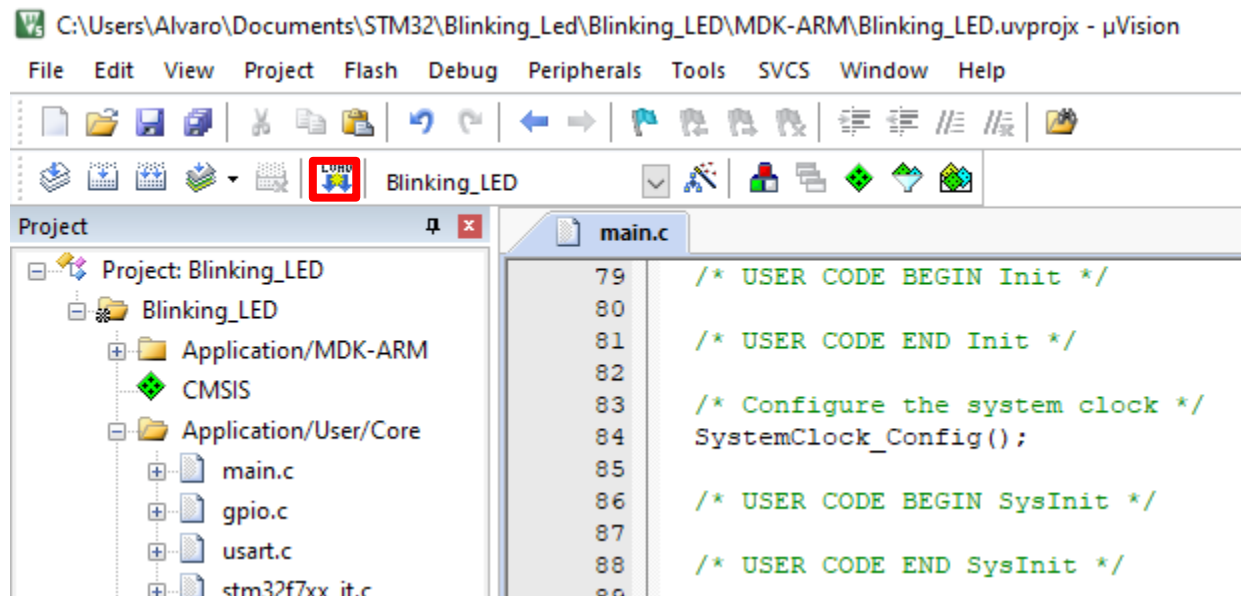 C:\Users\Alvaro\Documents\STM32\Blinking_Led\Blinking_LED\MDK-ARM\Blinking_LED.uvprojx - µVision
File Edit View Project Flash Debug Peripherals Tools SVCS Window Help
LOAD Blinking_LED
Project
main.c
Project: Blinking_LED
Blinking_LED
Application/MDK-ARM
CMSIS
Application/User/Core
main.c
gpio.c
usart.c
stm32f7xx_it.c
79 /* USER CODE BEGIN Init */
80
81 /* USER CODE END Init */
82
83 /* Configure the system clock */
84 SystemClock_Config();
85
86 /* USER CODE BEGIN SysInit */
87
88 /* USER CODE END SysInit */
89